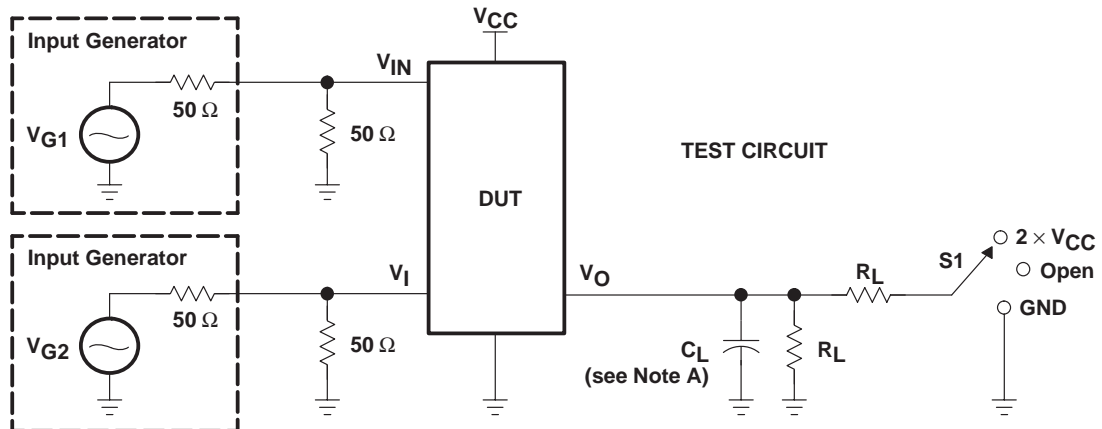 V_CC
Input Generator
V_IN
50 Ω
V_G1
50 Ω
TEST CIRCUIT
DUT
Input Generator
V_I
V_O
50 Ω
V_G2
50 Ω
C_L
(see Note A)
R_L
R_L
S1
2 × V_CC
Open
GND